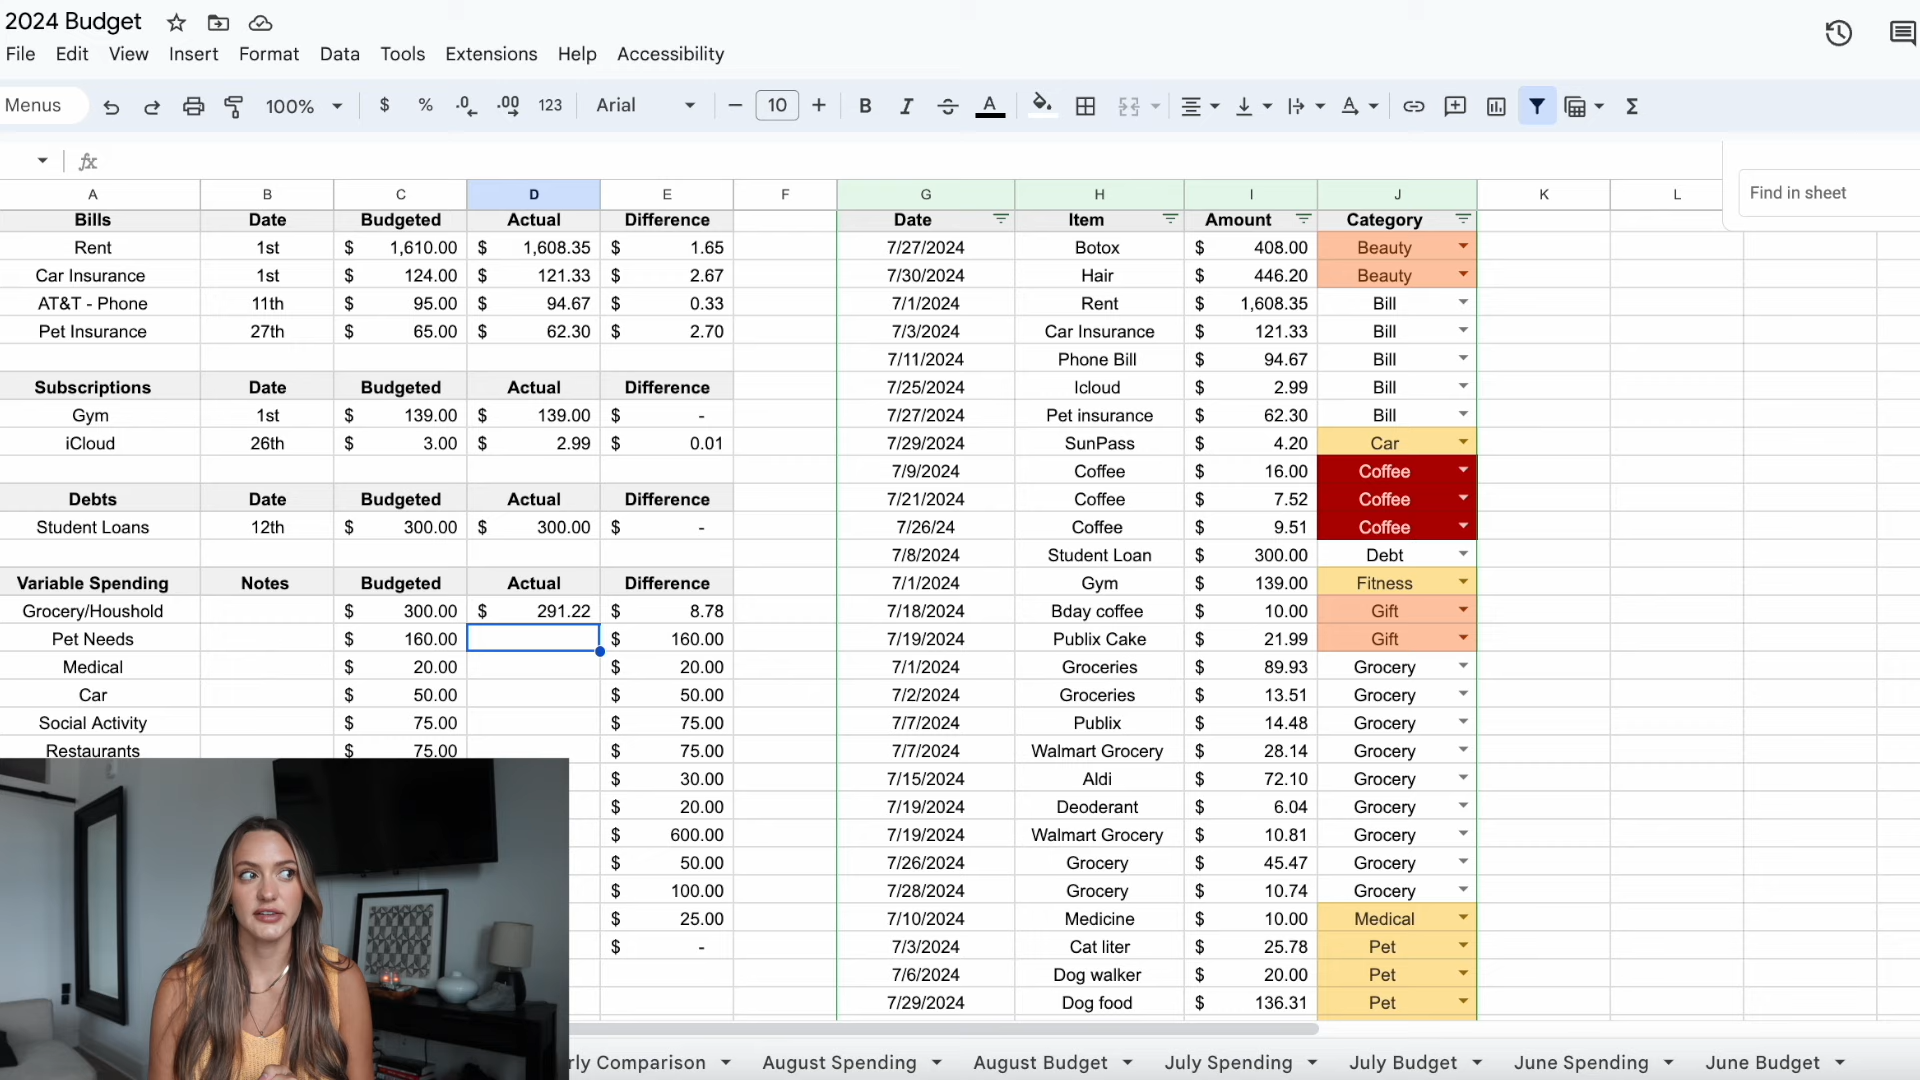 2024 Budget
File Edit View Insert Format Data Tools Extensions Help Accessibility
Menus 100% $ % .0 .00 123 Arial 10 B I A Σ
fx
Find in sheet
A B C D E F G H I J K L
Bills Date Budgeted Actual Difference Date Item Amount Category
Rent 1st $ 1,610.00 $ 1,608.35 $ 1.65 7/27/2024 Botox $ 408.00 Beauty
Car Insurance 1st $ 124.00 $ 121.33 $ 2.67 7/30/2024 Hair $ 446.20 Beauty
AT&T - Phone 11th $ 95.00 $ 94.67 $ 0.33 7/1/2024 Rent $ 1,608.35 Bill
Pet Insurance 27th $ 65.00 $ 62.30 $ 2.70 7/3/2024 Car Insurance $ 121.33 Bill
7/11/2024 Phone Bill $ 94.67 Bill
Subscriptions Date Budgeted Actual Difference 7/25/2024 Icloud $ 2.99 Bill
Gym 1st $ 139.00 $ 139.00 $ - 7/27/2024 Pet insurance $ 62.30 Bill
iCloud 26th $ 3.00 $ 2.99 $ 0.01 7/29/2024 SunPass $ 4.20 Car
7/9/2024 Coffee $ 16.00 Coffee
Debts Date Budgeted Actual Difference 7/21/2024 Coffee $ 7.52 Coffee
Student Loans 12th $ 300.00 $ 300.00 $ - 7/26/24 Coffee $ 9.51 Coffee
7/8/2024 Student Loan $ 300.00 Debt
Variable Spending Notes Budgeted Actual Difference 7/1/2024 Gym $ 139.00 Fitness
Grocery/Houshold $ 300.00 $ 291.22 $ 8.78 7/18/2024 Bday coffee $ 10.00 Gift
Pet Needs $ 160.00 $ 160.00 7/19/2024 Publix Cake $ 21.99 Gift
Medical $ 20.00 $ 20.00 7/1/2024 Groceries $ 89.93 Grocery
Car $ 50.00 $ 50.00 7/2/2024 Groceries $ 13.51 Grocery
Social Activity $ 75.00 $ 75.00 7/7/2024 Publix $ 14.48 Grocery
Restaurants $ 75.00 $ 75.00 7/7/2024 Walmart Grocery $ 28.14 Grocery
$ 30.00 7/15/2024 Aldi $ 72.10 Grocery
$ 20.00 7/19/2024 Deoderant $ 6.04 Grocery
$ 600.00 7/19/2024 Walmart Grocery $ 10.81 Grocery
$ 50.00 7/26/2024 Grocery $ 45.47 Grocery
$ 100.00 7/28/2024 Grocery $ 10.74 Grocery
$ 25.00 7/10/2024 Medicine $ 10.00 Medical
$ - 7/3/2024 Cat liter $ 25.78 Pet
7/6/2024 Dog walker $ 20.00 Pet
7/29/2024 Dog food $ 136.31 Pet
rly Comparison August Spending August Budget July Spending July Budget June Spending June Budget